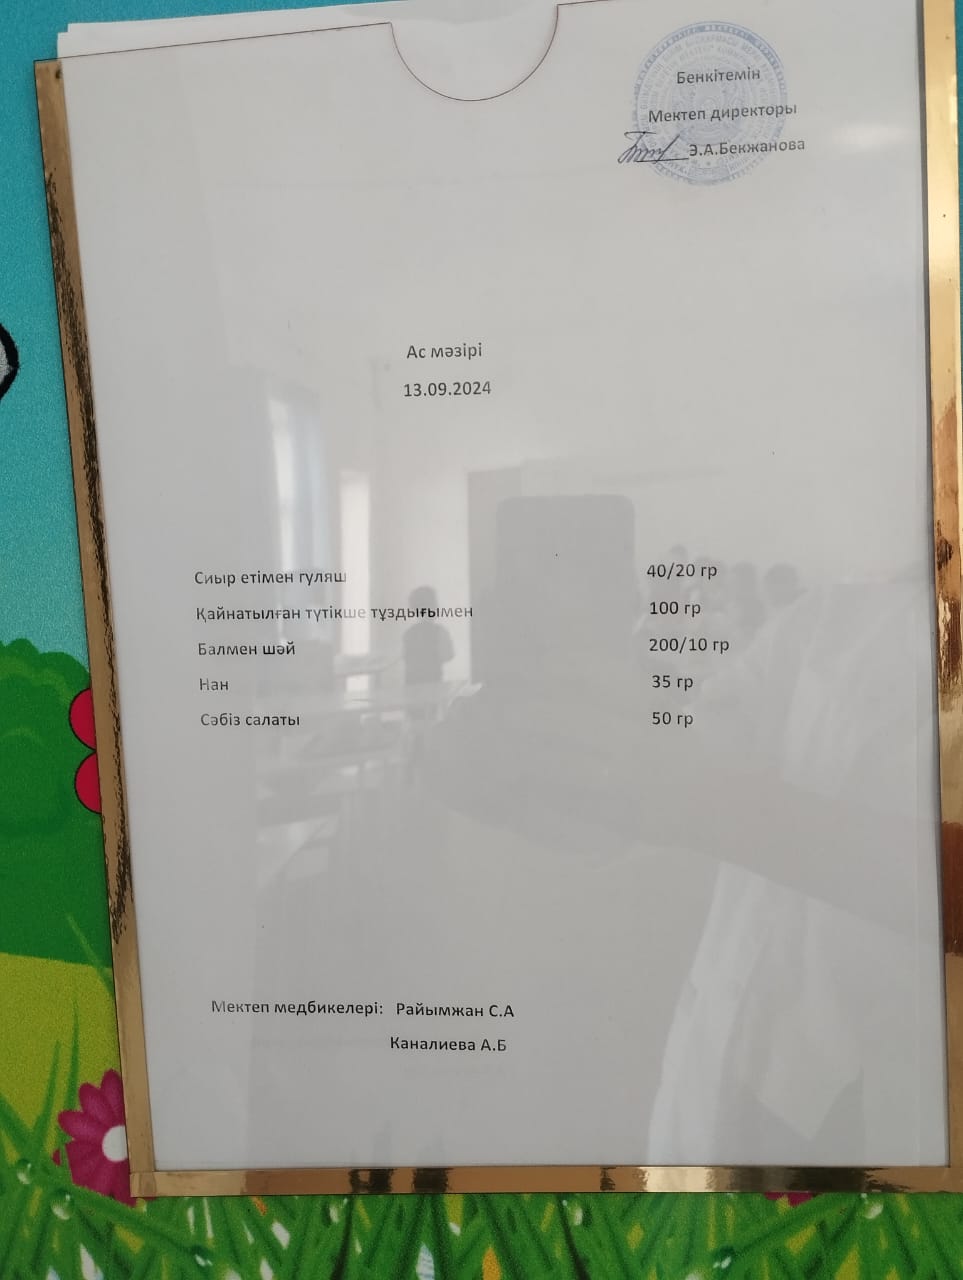 Бенкітемін
Мектеп директоры
Э.А.Бекжанова
Ас мәзірі
13.09.2024
Сиыр етімен гуляш 40/20 гр
Қайнатылған түтікше тұздығымен 100 гр
Балмен шәй 200/10 гр
Нан 35 гр
Сәбіз салаты 50 гр
Мектеп медбикелері: Райымжан С.А
Каналиева А.Б